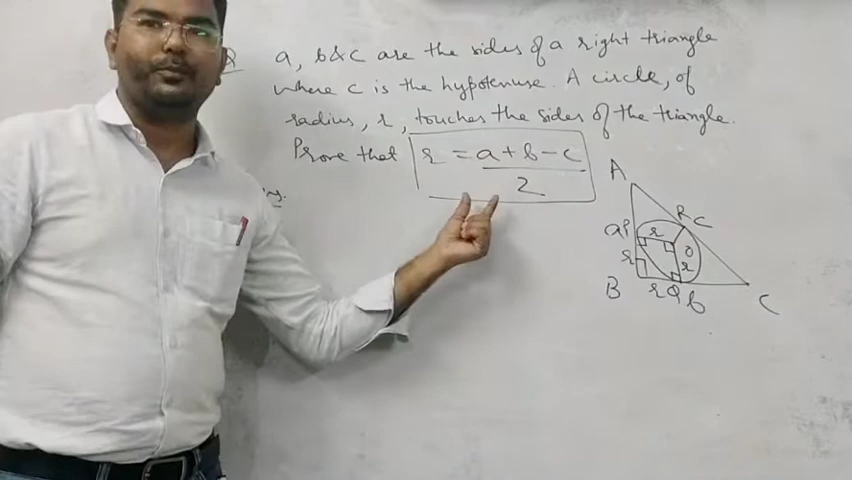 a, b & c are the sides of a right triangle
where c is the hypotenuse. A circle, of
radius, r, touches the sides of the triangle.
Prove that r = a + b - c / 2
A
R C
a P r
O
r r
B r Q b C